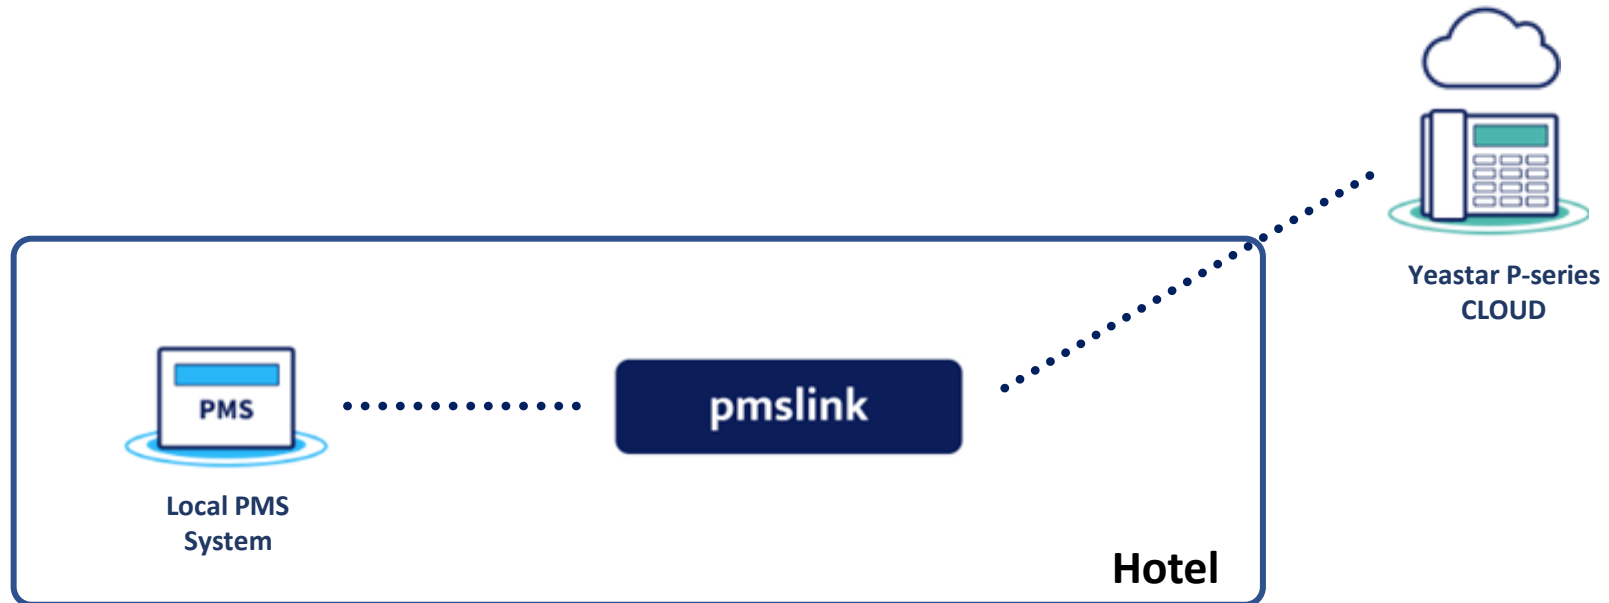 Yeastar P-series
CLOUD
PMS
pmslink
Local PMS
System
Hotel